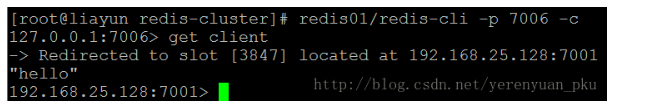 [root@liayun redis-cluster]# redis01/redis-cli -p 7006 -c
127.0.0.1:7006> get client
-> Redirected to slot [3847] located at 192.168.25.128:7001
"hello"
192.168.25.128:7001>
http://blog.csdn.net/yerenyuan_pku